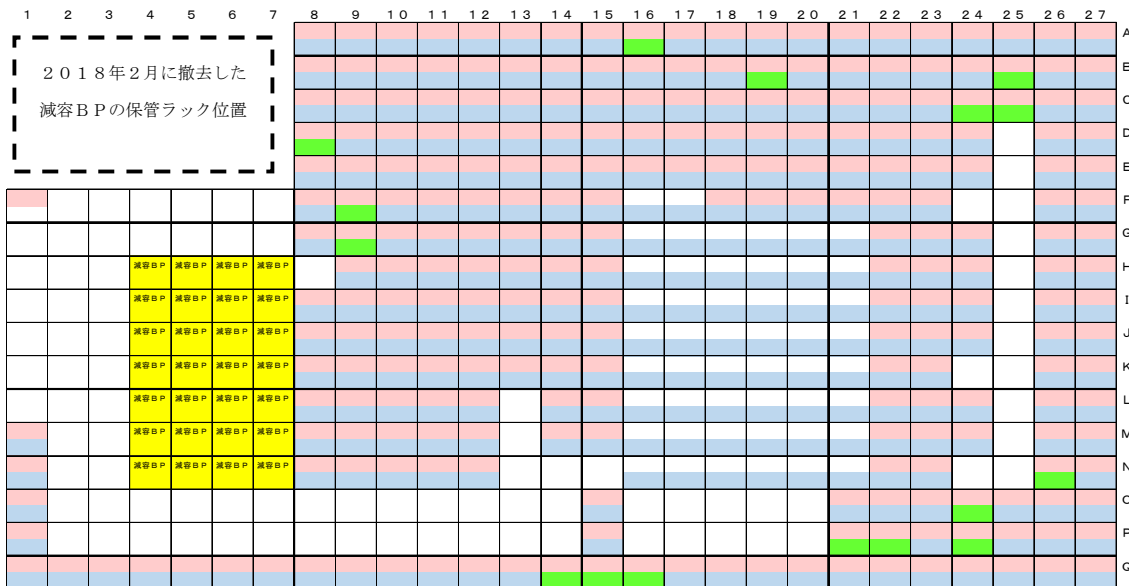 1 2 3 4 5 6 7 8 9 10 11 12 13 14 15 16 17 18 19 20 21 22 23 24 25 26 27
A
2018年2月に撤去した
B
減容BPの保管ラック位置
C
D
E
F
G
減容BP 減容BP 減容BP 減容BP H
減容BP 減容BP 減容BP 減容BP I
減容BP 減容BP 減容BP 減容BP J
減容BP 減容BP 減容BP 減容BP K
減容BP 減容BP 減容BP 減容BP L
減容BP 減容BP 減容BP 減容BP M
減容BP 減容BP 減容BP 減容BP N
O
P
Q